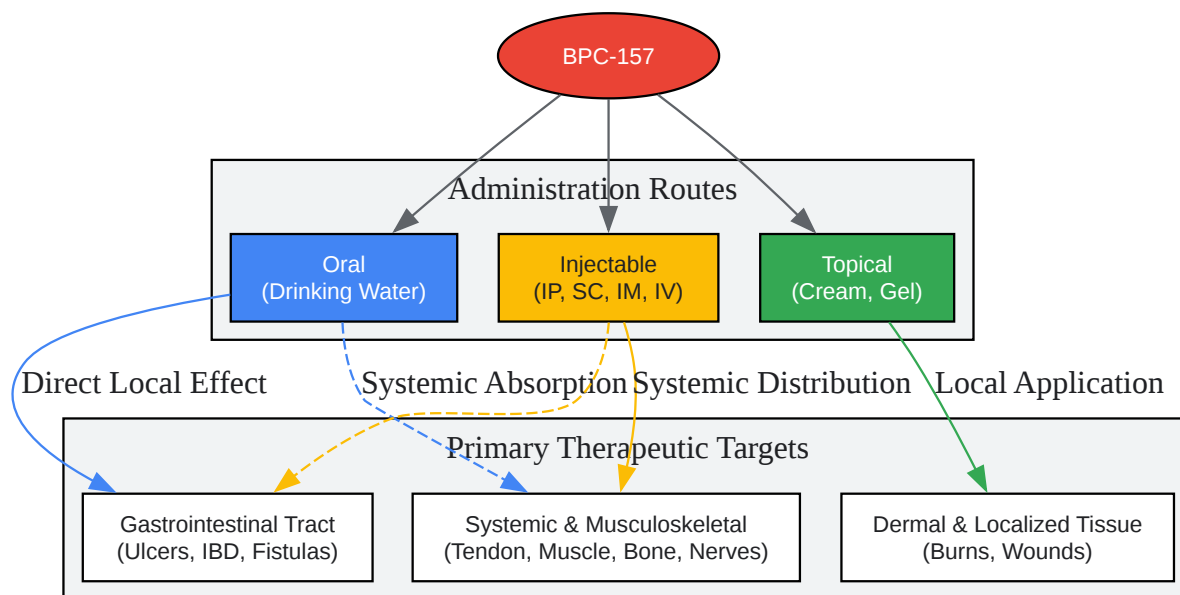 BPC-157
Administration Routes
Oral
(Drinking Water)
Injectable
(IP, SC, IM, IV)
Topical
(Cream, Gel)
Direct Local Effect
Systemic Absorption
Systemic Distribution
Local Application
Primary Therapeutic Targets
Gastrointestinal Tract
(Ulcers, IBD, Fistulas)
Systemic & Musculoskeletal
(Tendon, Muscle, Bone, Nerves)
Dermal & Localized Tissue
(Burns, Wounds)